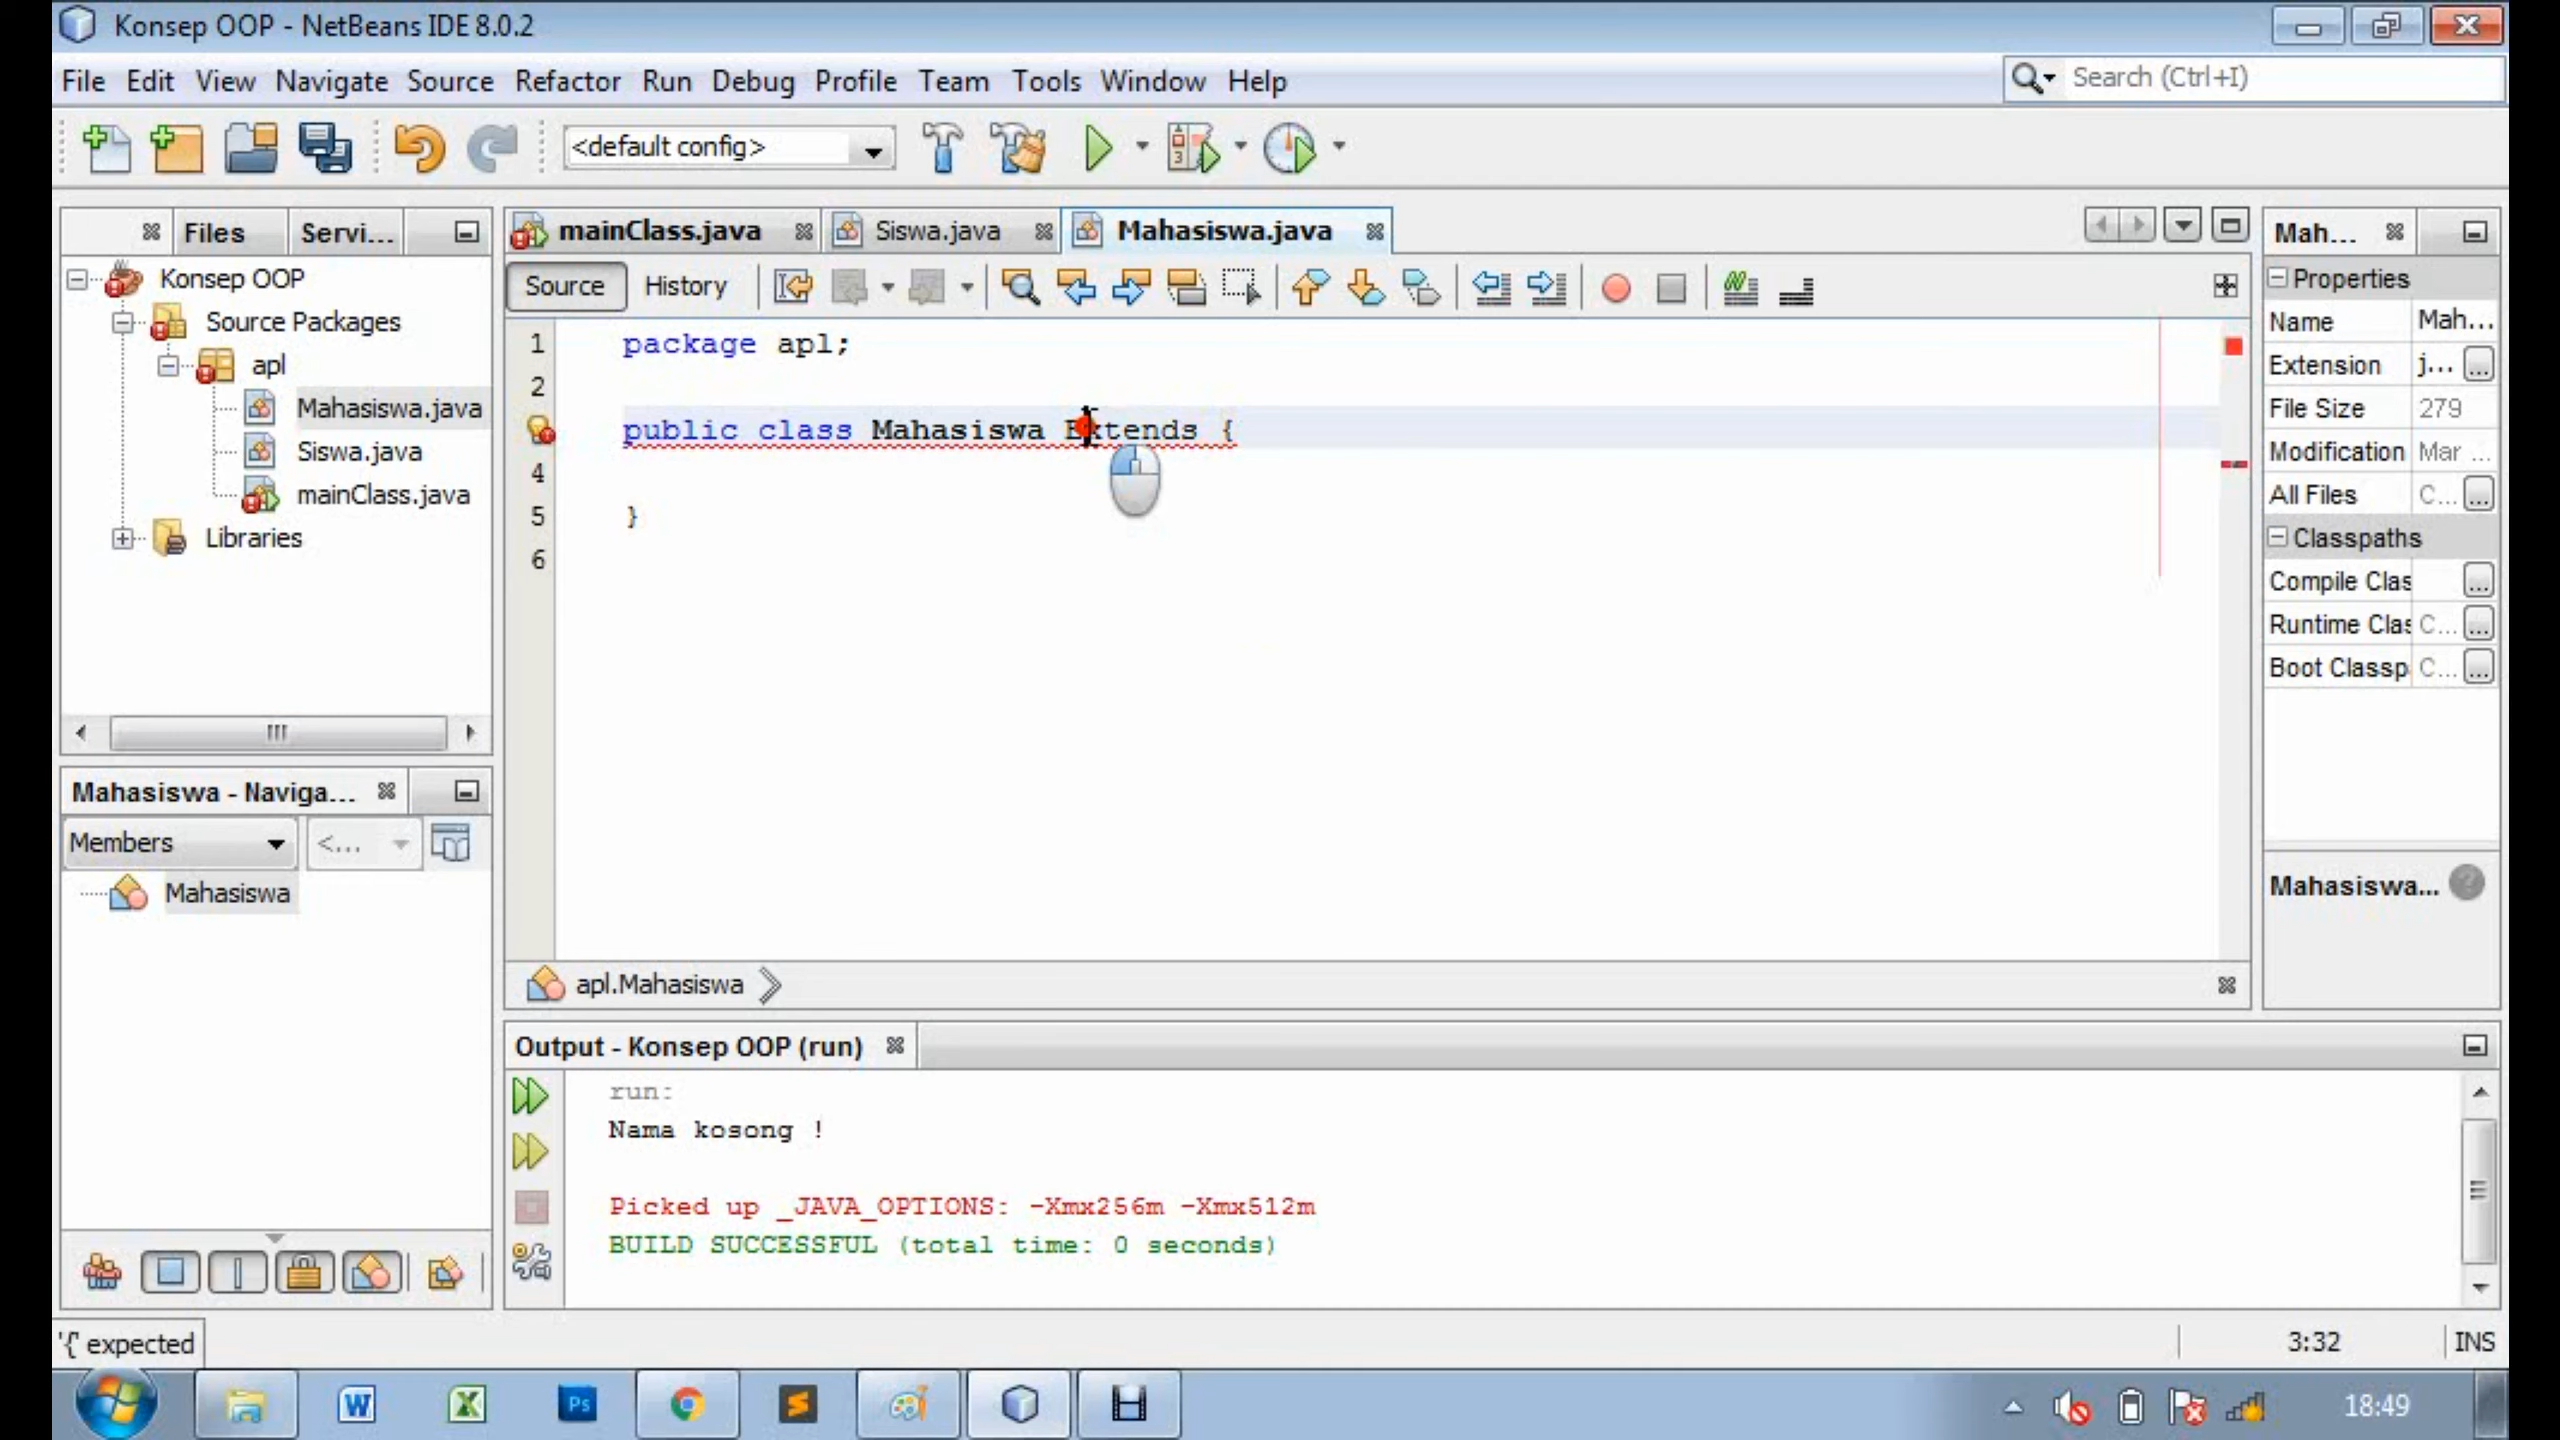 Konsep OOP - NetBeans IDE 8.0.2
File Edit View Navigate Source Refactor Run Debug Profile Team Tools Window Help
Search (Ctrl+I)
<default config>
Files
Servi...
mainClass.java
Siswa.java
Mahasiswa.java
Mah...
Source
History
Konsep OOP
Source Packages
apl
Mahasiswa.java
Siswa.java
mainClass.java
Libraries
1 package apl;
2
public class Mahasiswa Extends {
4
5 }
6
Properties
Name Mah...
Extension j... ...
File Size 279
Modification Mar ...
All Files C... ...
Classpaths
Compile Clas ...
Runtime Clas C... ...
Boot Classp C... ...
Mahasiswa...
Mahasiswa - Naviga...
Members
<...
Mahasiswa
apl.Mahasiswa
Output - Konsep OOP (run)
run:
Nama kosong !
Picked up _JAVA_OPTIONS: -Xmx256m -Xmx512m
BUILD SUCCESSFUL (total time: 0 seconds)
'{' expected
3:32
INS
Ps
18:49